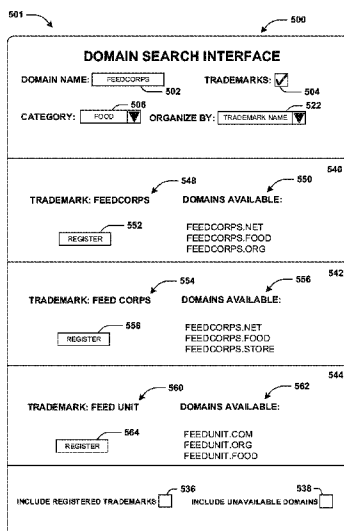 501
500
DOMAIN SEARCH INTERFACE
DOMAIN NAME: FEEDCORPS TRADEMARKS:
502 504
506 522
CATEGORY: FOOD ORGANIZE BY: TRADEMARK NAME
540
548 550
TRADEMARK: FEEDCORPS DOMAINS AVAILABLE:
552
REGISTER
FEEDCORPS.NET
FEEDCORPS.FOOD
FEEDCORPS.ORG
542
554 556
TRADEMARK: FEED CORPS DOMAINS AVAILABLE:
558
REGISTER
FEEDCORPS.NET
FEEDCORPS.FOOD
FEEDCORPS.STORE
544
560 562
TRADEMARK: FEED UNIT DOMAINS AVAILABLE:
564
REGISTER
FEEDUNIT.COM
FEEDUNIT.ORG
FEEDUNIT.FOOD
536 538
INCLUDE REGISTERED TRADEMARKS INCLUDE UNAVAILABLE DOMAINS